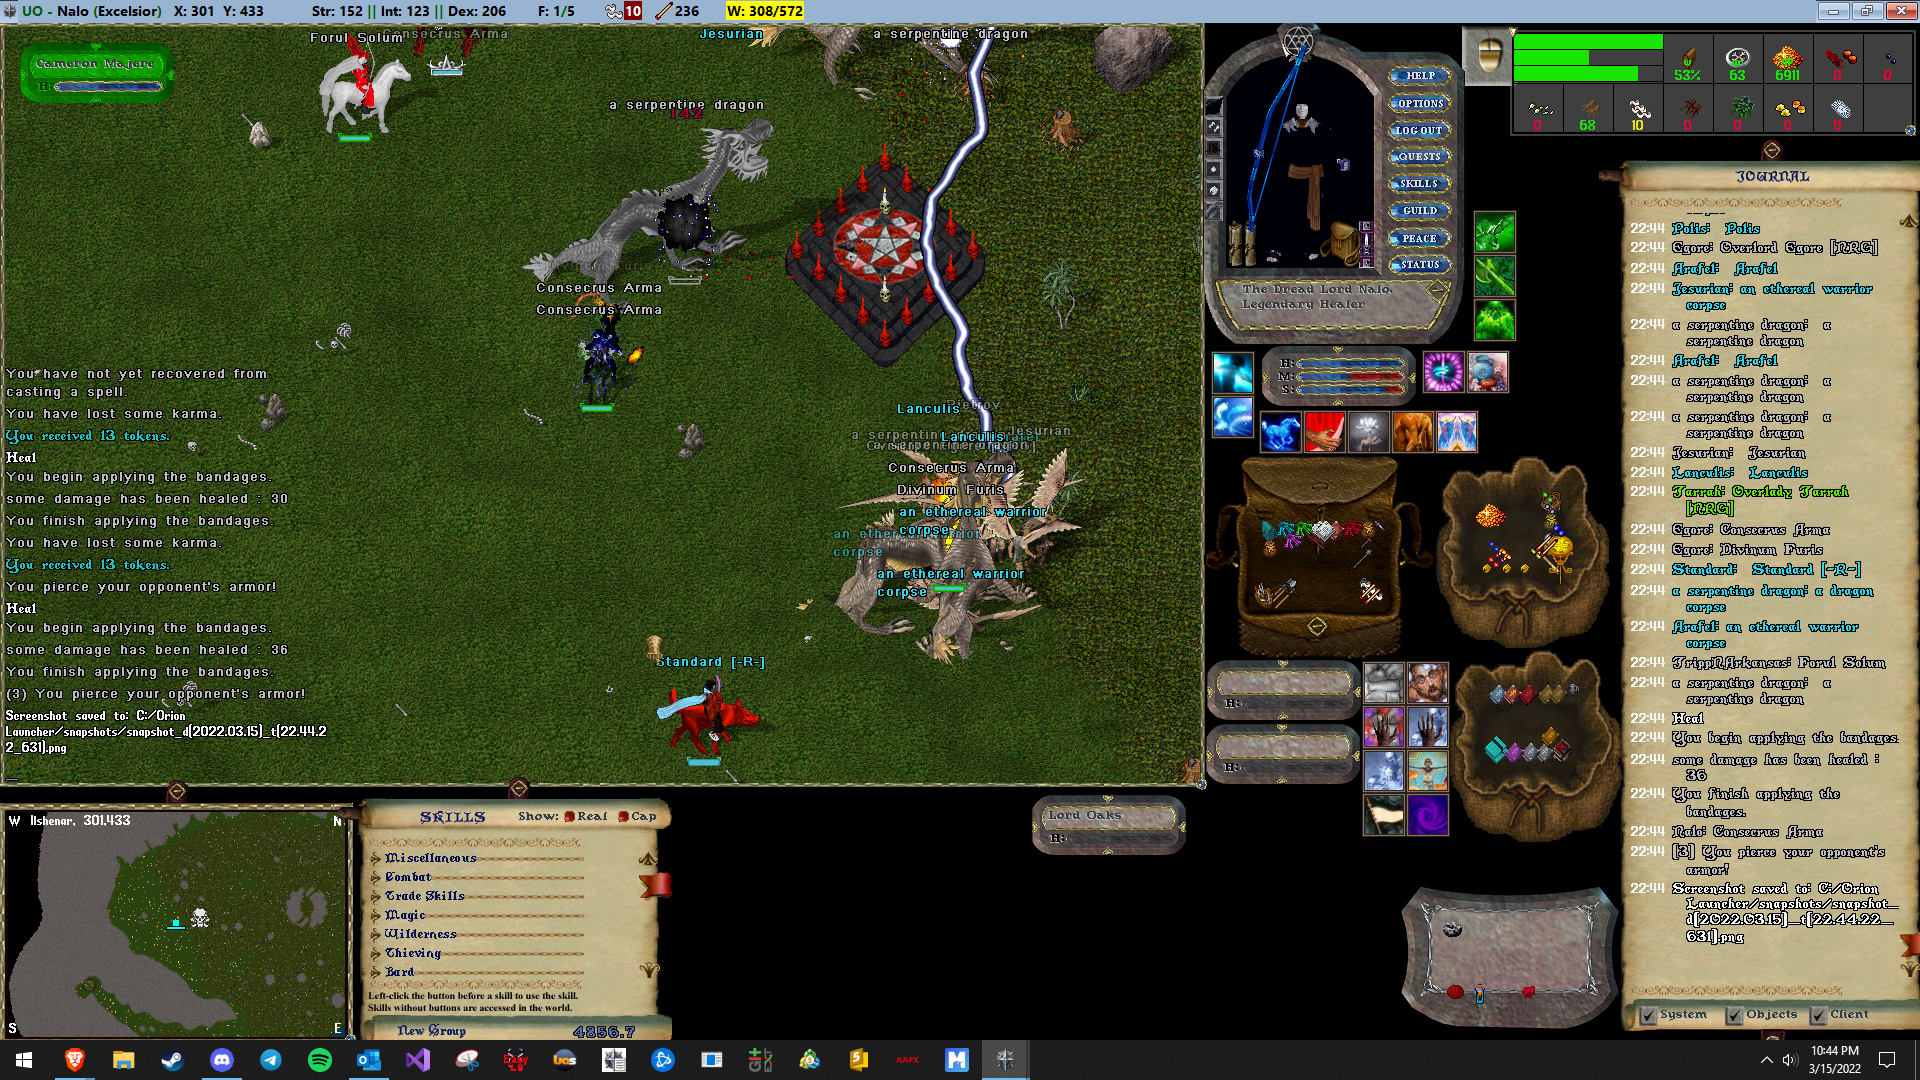 UO - Nalo (Excelsior) X: 301 Y: 433 Str: 152 || Int: 123 || Dex: 206 F: 1/5 10 236 W: 308/572
Cameron Majere
H:
Forul Solum
Consecrus Arma
Jesurian
a serpentine dragon
a serpentine dragon
142
Consecrus Arma
Consecrus Arma
Lanculis
Jesurian
Lanculis
Consecrus Arma
Divinum Furis
an ethereal warrior
corpse
an ethereal warrior
corpse
an ethereal warrior
corpse
Standard [-R-]
You have not yet recovered from
casting a spell.
You have lost some karma.
You received 13 tokens.
Heal
You begin applying the bandages.
some damage has been healed : 30
You finish applying the bandages.
You have lost some karma.
You received 13 tokens.
You pierce your opponent's armor!
Heal
You begin applying the bandages.
some damage has been healed : 36
You finish applying the bandages.
(3) You pierce your opponent's armor!
Screenshot saved to: C:/Orion
Launcher/snapshots/snapshot_d(2022.03.15)_t(22.44.2
2_631).png
W Ilshenar, 301,433 N
S E
SKILLS Show: Real Cap
Miscellaneous
Combat
Trade Skills
Magic
Wilderness
Thieving
Bard
Left-click the button before a skill to use the skill.
Skills without buttons are accessed in the world.
New Group 4856.7
Lord Oaks
H:
HELP
OPTIONS
LOG OUT
QUESTS
SKILLS
GUILD
PEACE
STATUS
The Dread Lord Nalo,
Legendary Healer
H:
M:
S:
H:
H:
53% 63 6911 0 0
0 68 10 0 0 0 0
JOURNAL
22:44 Polis: Polis
22:44 Egore: Overlord Egore [NRG]
22:44 Arafel: Arafel
22:44 Jesurian: an ethereal warrior
corpse
22:44 a serpentine dragon: a
serpentine dragon
22:44 Arafel: Arafel
22:44 a serpentine dragon: a
serpentine dragon
22:44 a serpentine dragon: a
serpentine dragon
22:44 Jesurian: Jesurian
22:44 Lanculis: Lanculis
22:44 Tarrah: Overlady Tarrah
[NRG]
22:44 Egore: Consecrus Arma
22:44 Egore: Divinum Furis
22:44 Standard: Standard [-R-]
22:44 a serpentine dragon: a dragon
corpse
22:44 Arafel: an ethereal warrior
corpse
22:44 TrippNArkansas: Forul Solum
22:44 a serpentine dragon: a
serpentine dragon
22:44 Heal
22:44 You begin applying the bandages.
22:44 some damage has been healed :
36
22:44 You finish applying the
bandages.
22:44 Nalo: Consecrus Arma
22:44 (3) You pierce your opponent's
armor!
22:44 Screenshot saved to: C:/Orion
Launcher/snapshots/snapshot_
d(2022.03.15)_t(22.44.22_
631).png
System Objects Client
10:44 PM
3/15/2022